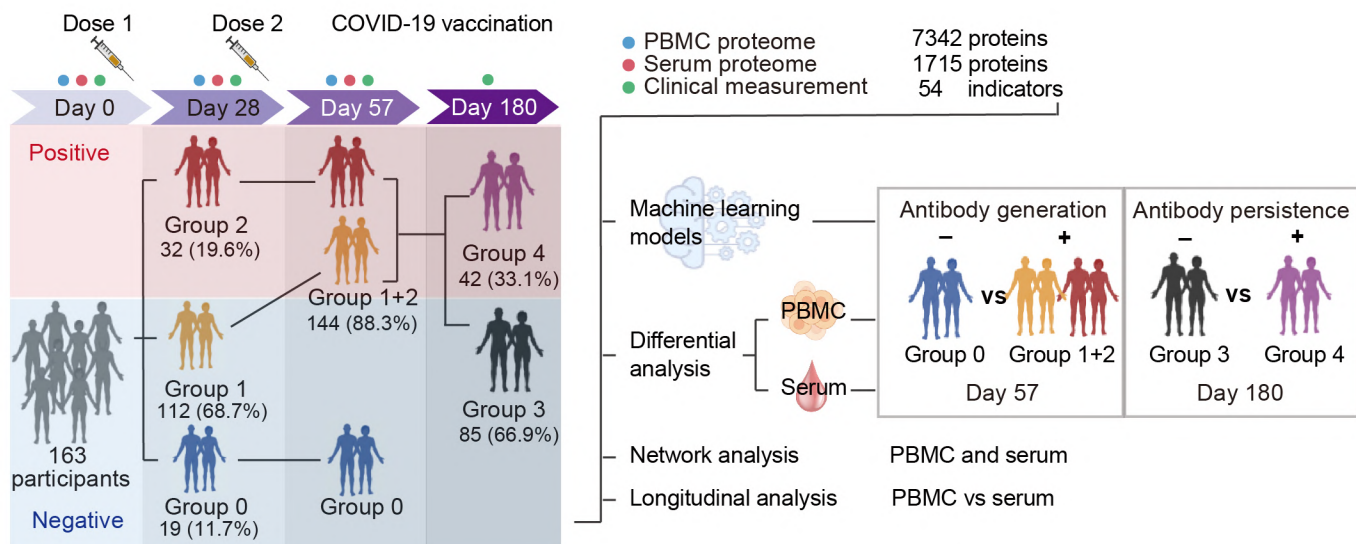 Dose 1
Dose 2
COVID-19 vaccination
Day 0
Day 28
Day 57
Day 180
Positive
Group 2
32 (19.6%)
Group 1+2
144 (88.3%)
Group 4
42 (33.1%)
Group 1
112 (68.7%)
Group 3
85 (66.9%)
163
participants
Group 0
19 (11.7%)
Group 0
Negative
PBMC proteome
7342 proteins
Serum proteome
1715 proteins
Clinical measurement
54 indicators
Machine learning
models
Differential
analysis
PBMC
Serum
Antibody generation
− +
vs
Group 0
Group 1+2
Day 57
Antibody persistence
− +
vs
Group 3
Group 4
Day 180
Network analysis
PBMC and serum
Longitudinal analysis
PBMC vs serum